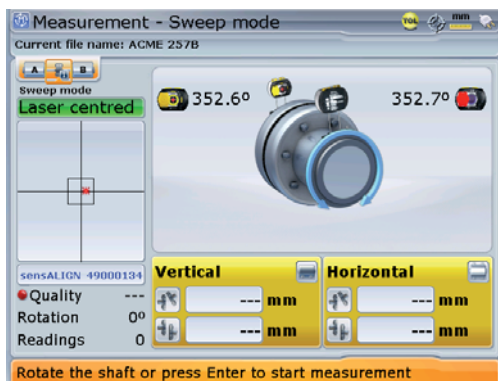 Measurement - Sweep mode
TOL mm
Current file name: ACME 257B
A B
Sweep mode
Laser centred
352.6º 352.7º
sensALIGN 49000134
Quality ---
Rotation 0º
Readings 0
Vertical
--- mm
--- mm
Horizontal
--- mm
--- mm
Rotate the shaft or press Enter to start measurement